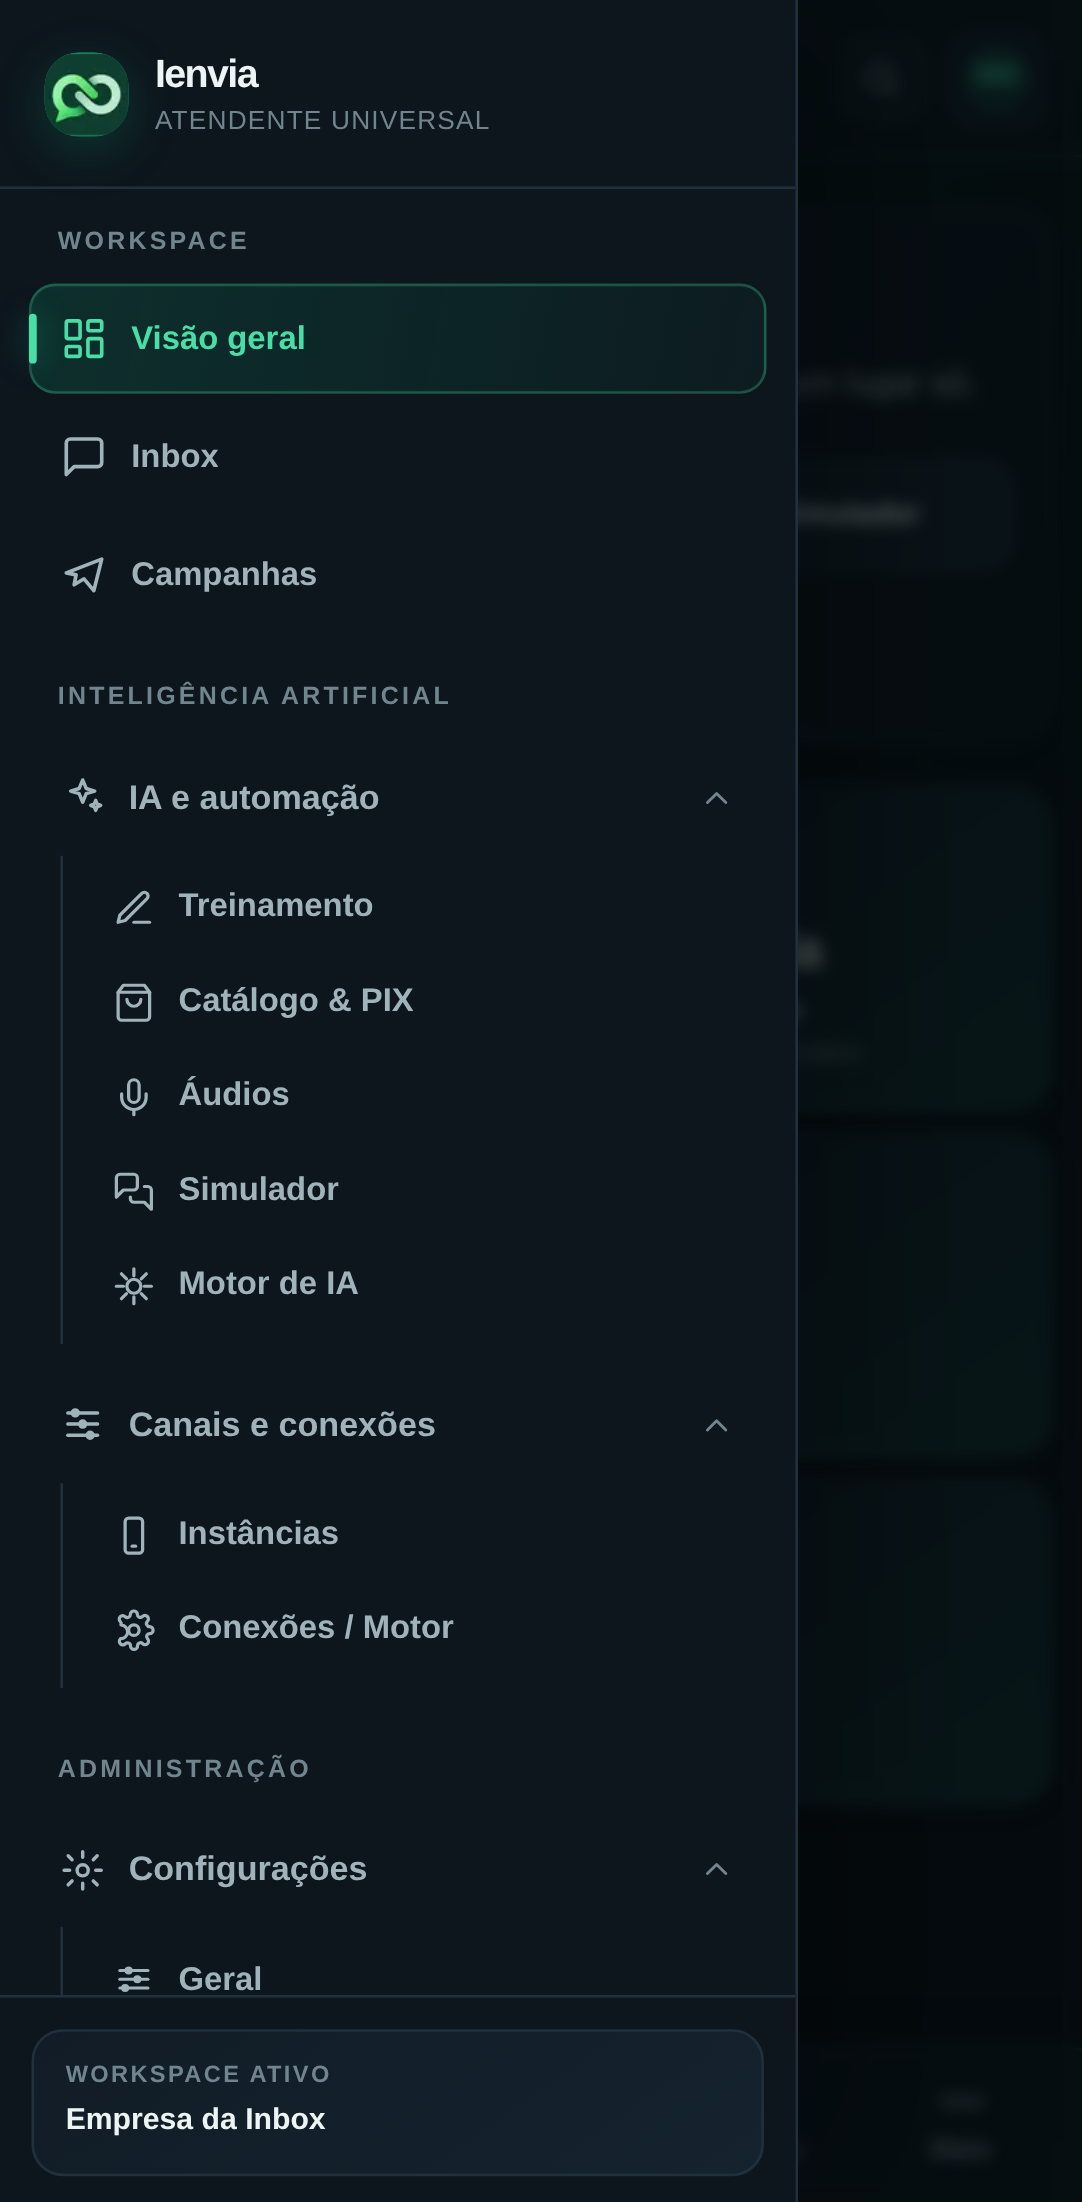 Ienvia
ATENDENTE UNIVERSAL
WORKSPACE
Visão geral
Inbox
Campanhas
INTELIGÊNCIA ARTIFICIAL
IA e automação
Treinamento
Catálogo & PIX
Áudios
Simulador
Motor de IA
Canais e conexões
Instâncias
Conexões / Motor
ADMINISTRAÇÃO
Configurações
Geral
WORKSPACE ATIVO
Empresa da Inbox